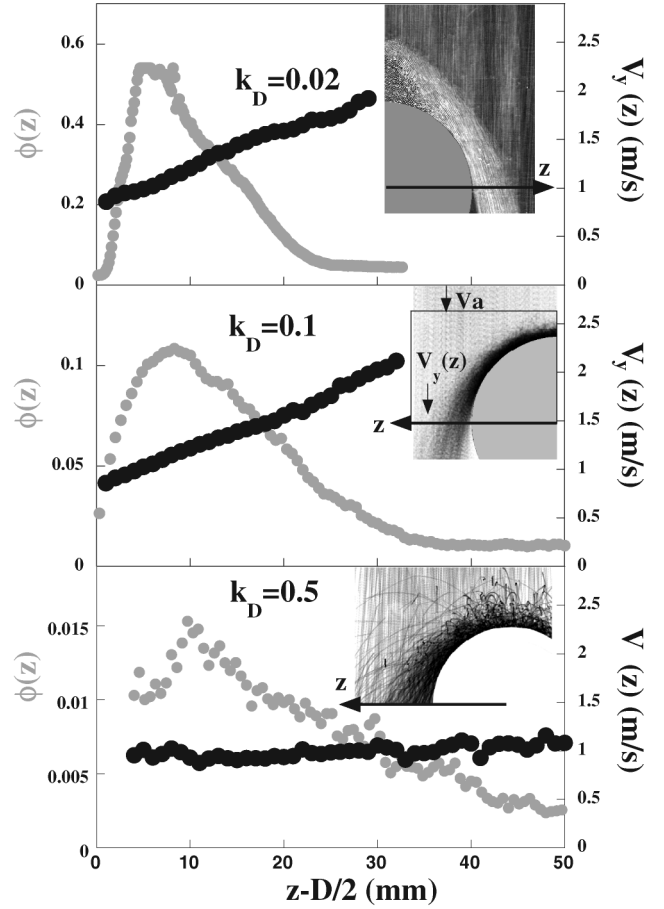 0.6
0.4
0.2
0
ϕ(z)
k_D=0.02
z
2.5
2
1.5
1
0.5
0
V_y (z) (m/s)
0.1
0.05
0
ϕ(z)
k_D=0.1
Va
V_y(z)
z
2.5
2
1.5
1
0.5
0
V_y (z) (m/s)
0.015
0.01
0.005
0
ϕ(z)
k_D=0.5
z
2.5
2
1.5
1
0.5
0
V (z) (m/s)
0 10 20 30 40 50
z-D/2 (mm)